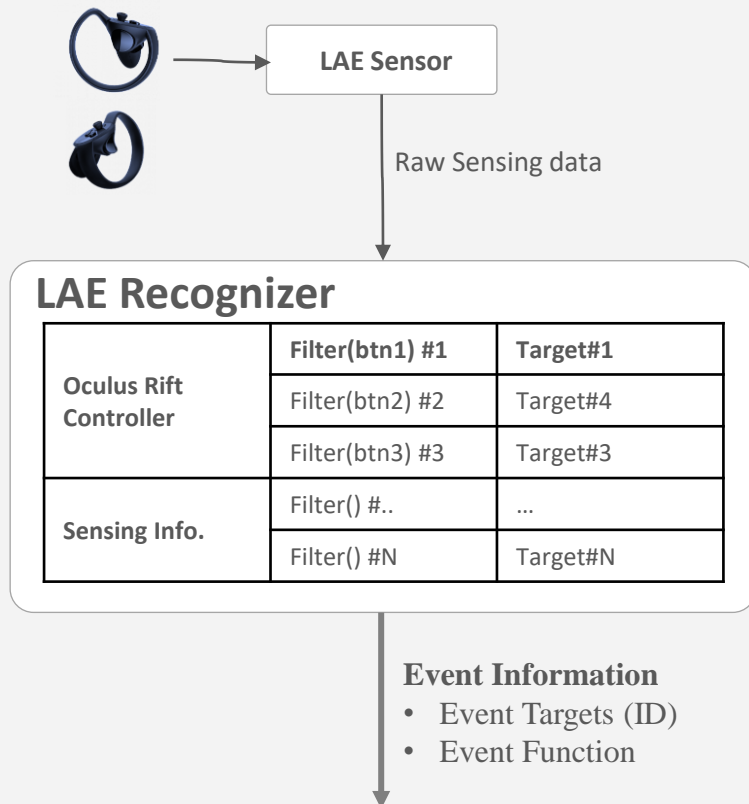 LAE Sensor
Raw Sensing data
LAE Recognizer
Oculus Rift
Controller
Filter(btn1) #1
Target#1
Filter(btn2) #2
Target#4
Filter(btn3) #3
Target#3
Sensing Info.
Filter() #..
...
Filter() #N
Target#N
Event Information
• Event Targets (ID)
• Event Function